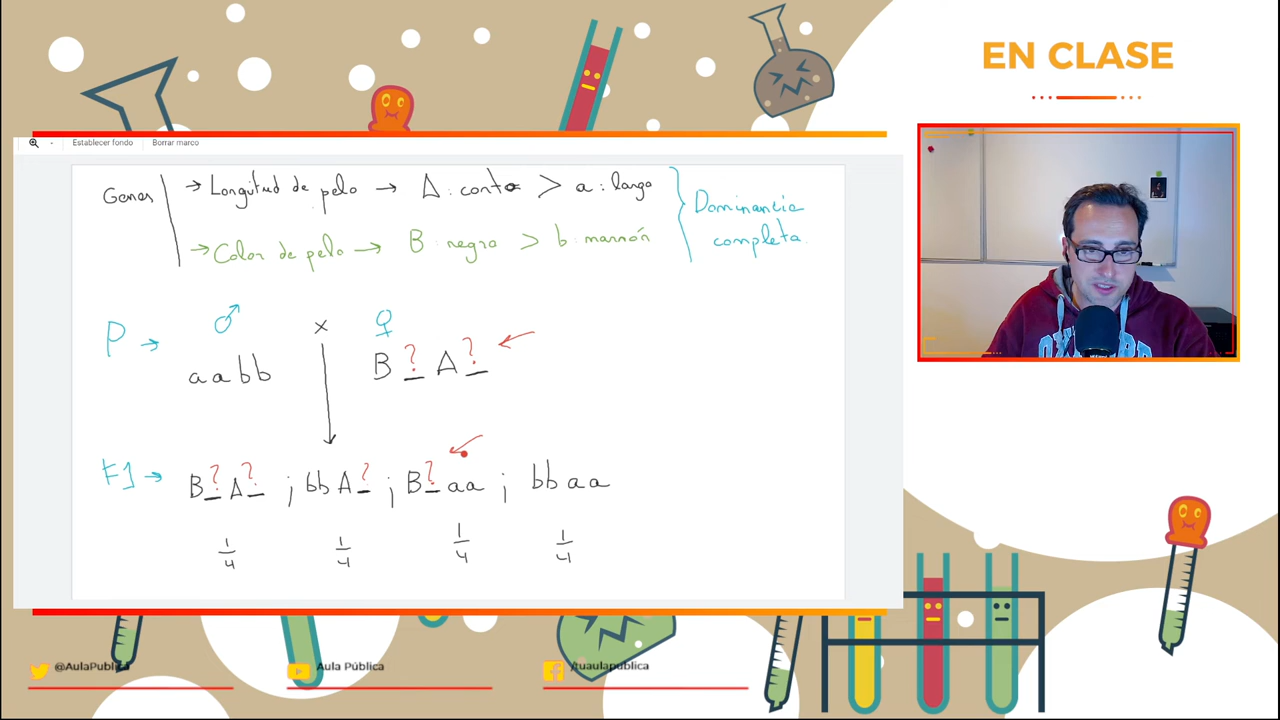 EN CLASE
Establecer fondo Borrar marco
Genes → Longitud de pelo → A : corto > a : largo
→ Color de pelo → B : negro > b : marrón
Dominancia
completa
P → ♂ x ♀
aabb B ? A ?
F1 → B ? A ? ; bb A ? ; B ? aa ; bb aa
1/4 1/4 1/4 1/4
@AulaPublica Aula Pública /tuaulapublica